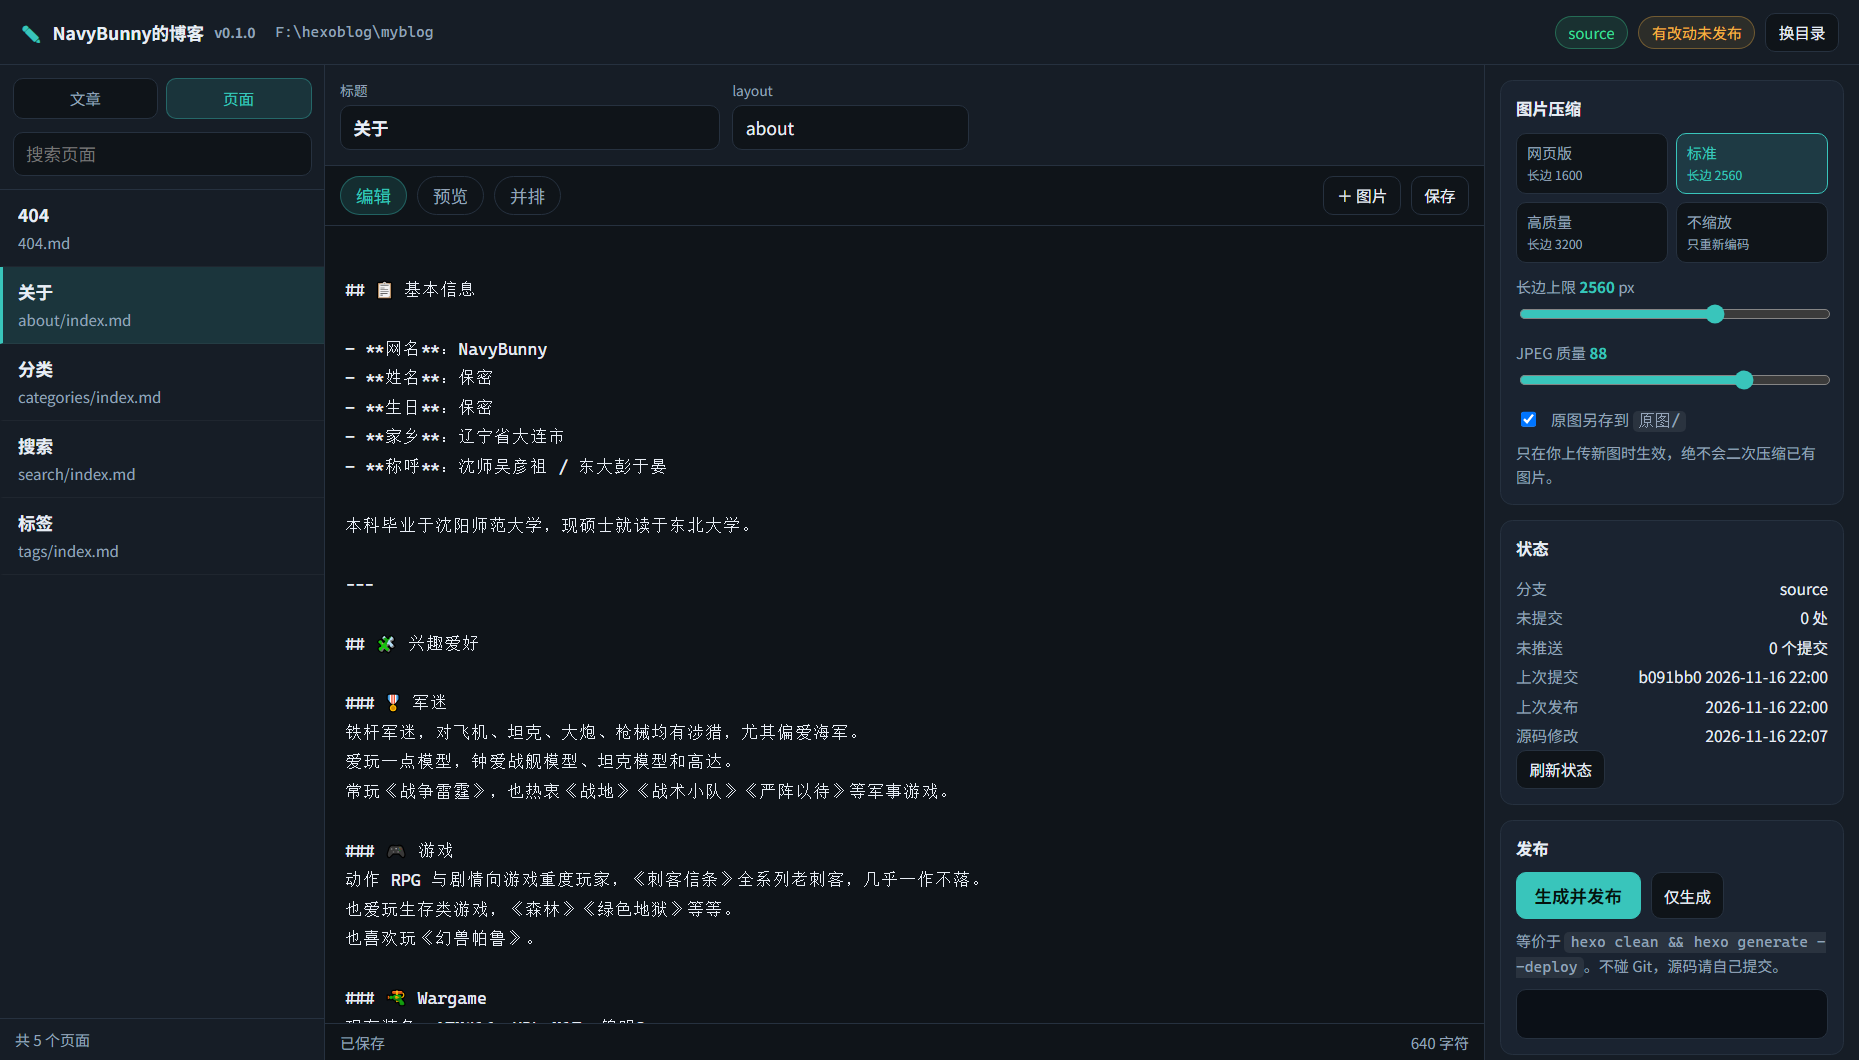 NavyBunny的博客 v0.1.0 F:\hexoblog\myblog
source 有改动未发布 换目录
文章 页面
搜索页面
404
404.md
关于
about/index.md
分类
categories/index.md
搜索
search/index.md
标签
tags/index.md
共 5 个页面
标题 layout
关于 about
编辑 预览 并排 ＋ 图片 保存
## 📋 基本信息
- **网名**：NavyBunny
- **姓名**：保密
- **生日**：保密
- **家乡**：辽宁省大连市
- **称呼**：沈师吴彦祖 / 东大彭于晏
本科毕业于沈阳师范大学，现硕士就读于东北大学。
---
## 🧩 兴趣爱好
### 🎖️ 军迷
铁杆军迷，对飞机、坦克、大炮、枪械均有涉猎，尤其偏爱海军。
爱玩一点模型，钟爱战舰模型、坦克模型和高达。
常玩《战争雷霆》，也热衷《战地》《战术小队》《严阵以待》等军事游戏。
### 🎮 游戏
动作 RPG 与剧情向游戏重度玩家，《刺客信条》全系列老刺客，几乎一作不落。
也爱玩生存类游戏，《森林》《绿色地狱》等等。
也喜欢玩《幻兽帕鲁》。
### 🔫 Wargame
已保存 640 字符
图片压缩
网页版 标准
长边 1600 长边 2560
高质量 不缩放
长边 3200 只重新编码
长边上限 2560 px
JPEG 质量 88
原图另存到 原图/
只在你上传新图时生效，绝不会二次压缩已有
图片。
状态
分支 source
未提交 0 处
未推送 0 个提交
上次提交 b091bb0 2026-11-16 22:00
上次发布 2026-11-16 22:00
源码修改 2026-11-16 22:07
刷新状态
发布
生成并发布 仅生成
等价于 hexo clean && hexo generate -
-deploy 。不碰 Git，源码请自己提交。